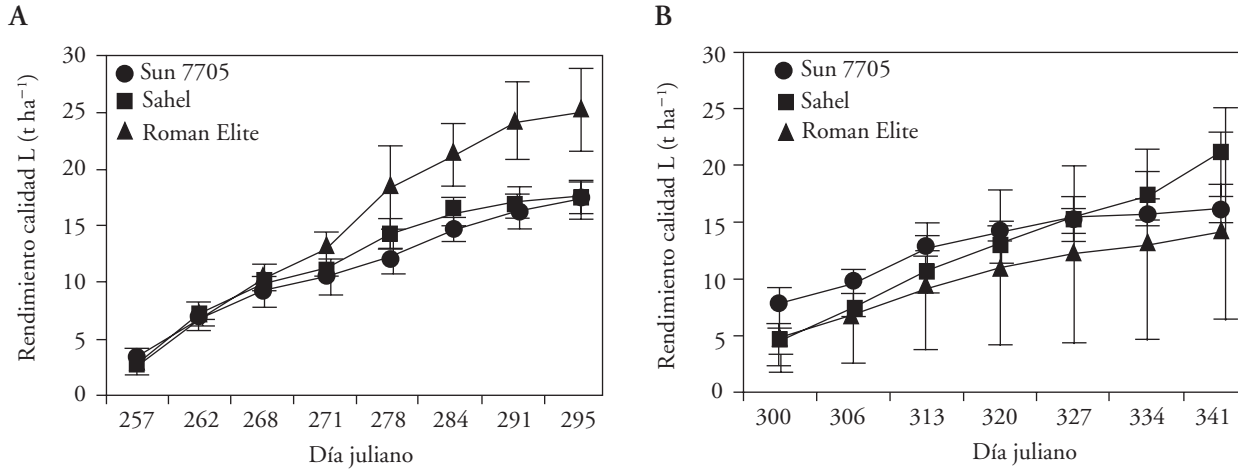 A
Rendimiento calidad L (t ha⁻¹)
30
25
20
15
10
5
0
Sun 7705
Sahel
Roman Elite
257 262 268 271 278 284 291 295
Día juliano
B
Rendimiento calidad L (t ha⁻¹)
30
25
20
15
10
5
0
Sun 7705
Sahel
Roman Elite
300 306 313 320 327 334 341
Día juliano